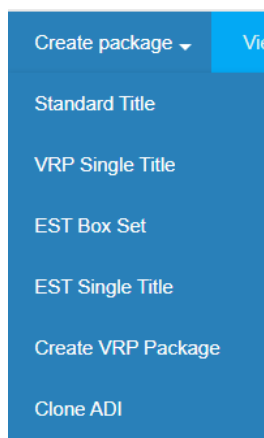 Create package Vie
Standard Title
VRP Single Title
EST Box Set
EST Single Title
Create VRP Package
Clone ADI